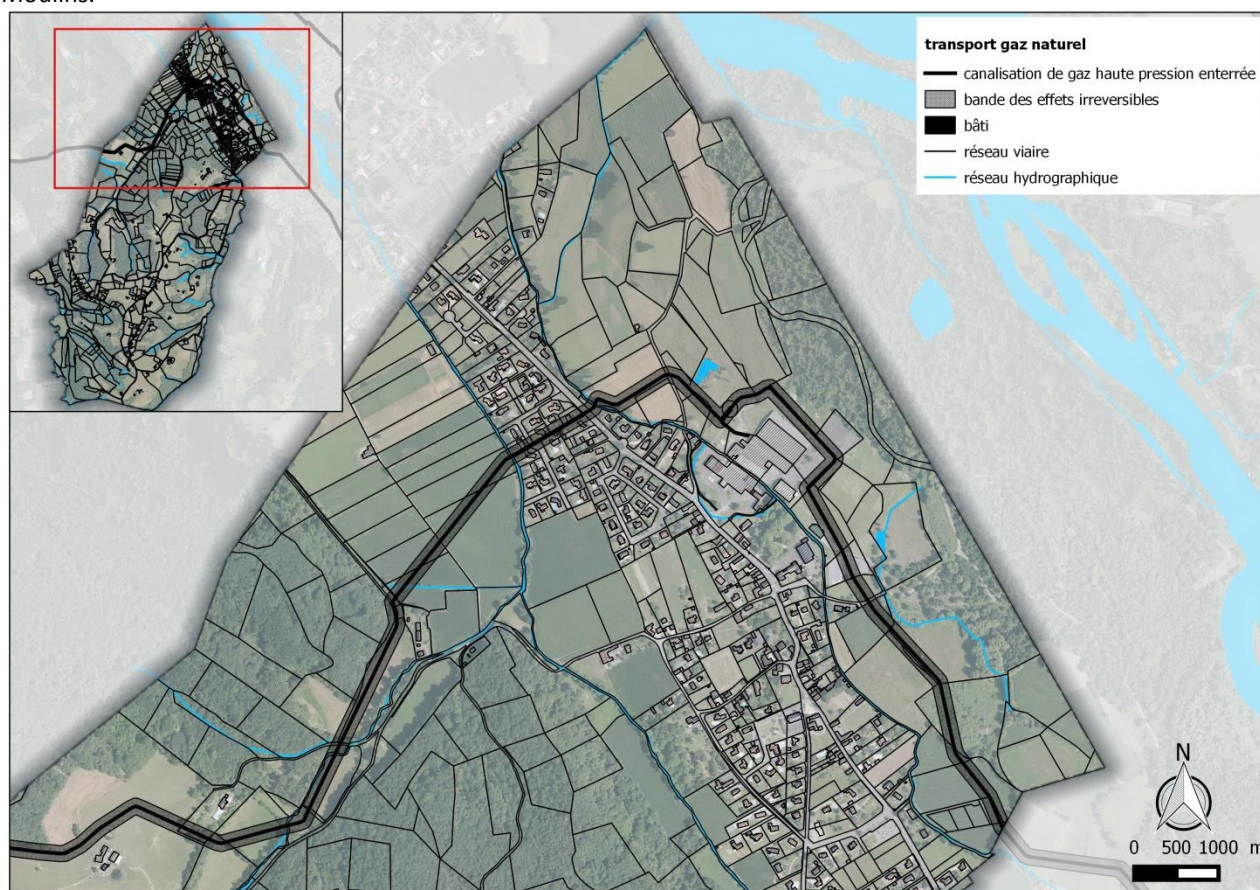 Moulins.
transport gaz naturel
canalisation de gaz haute pression enterrée
bande des effets irreversibles
bâti
réseau viaire
réseau hydrographique
N
0 500 1000 m